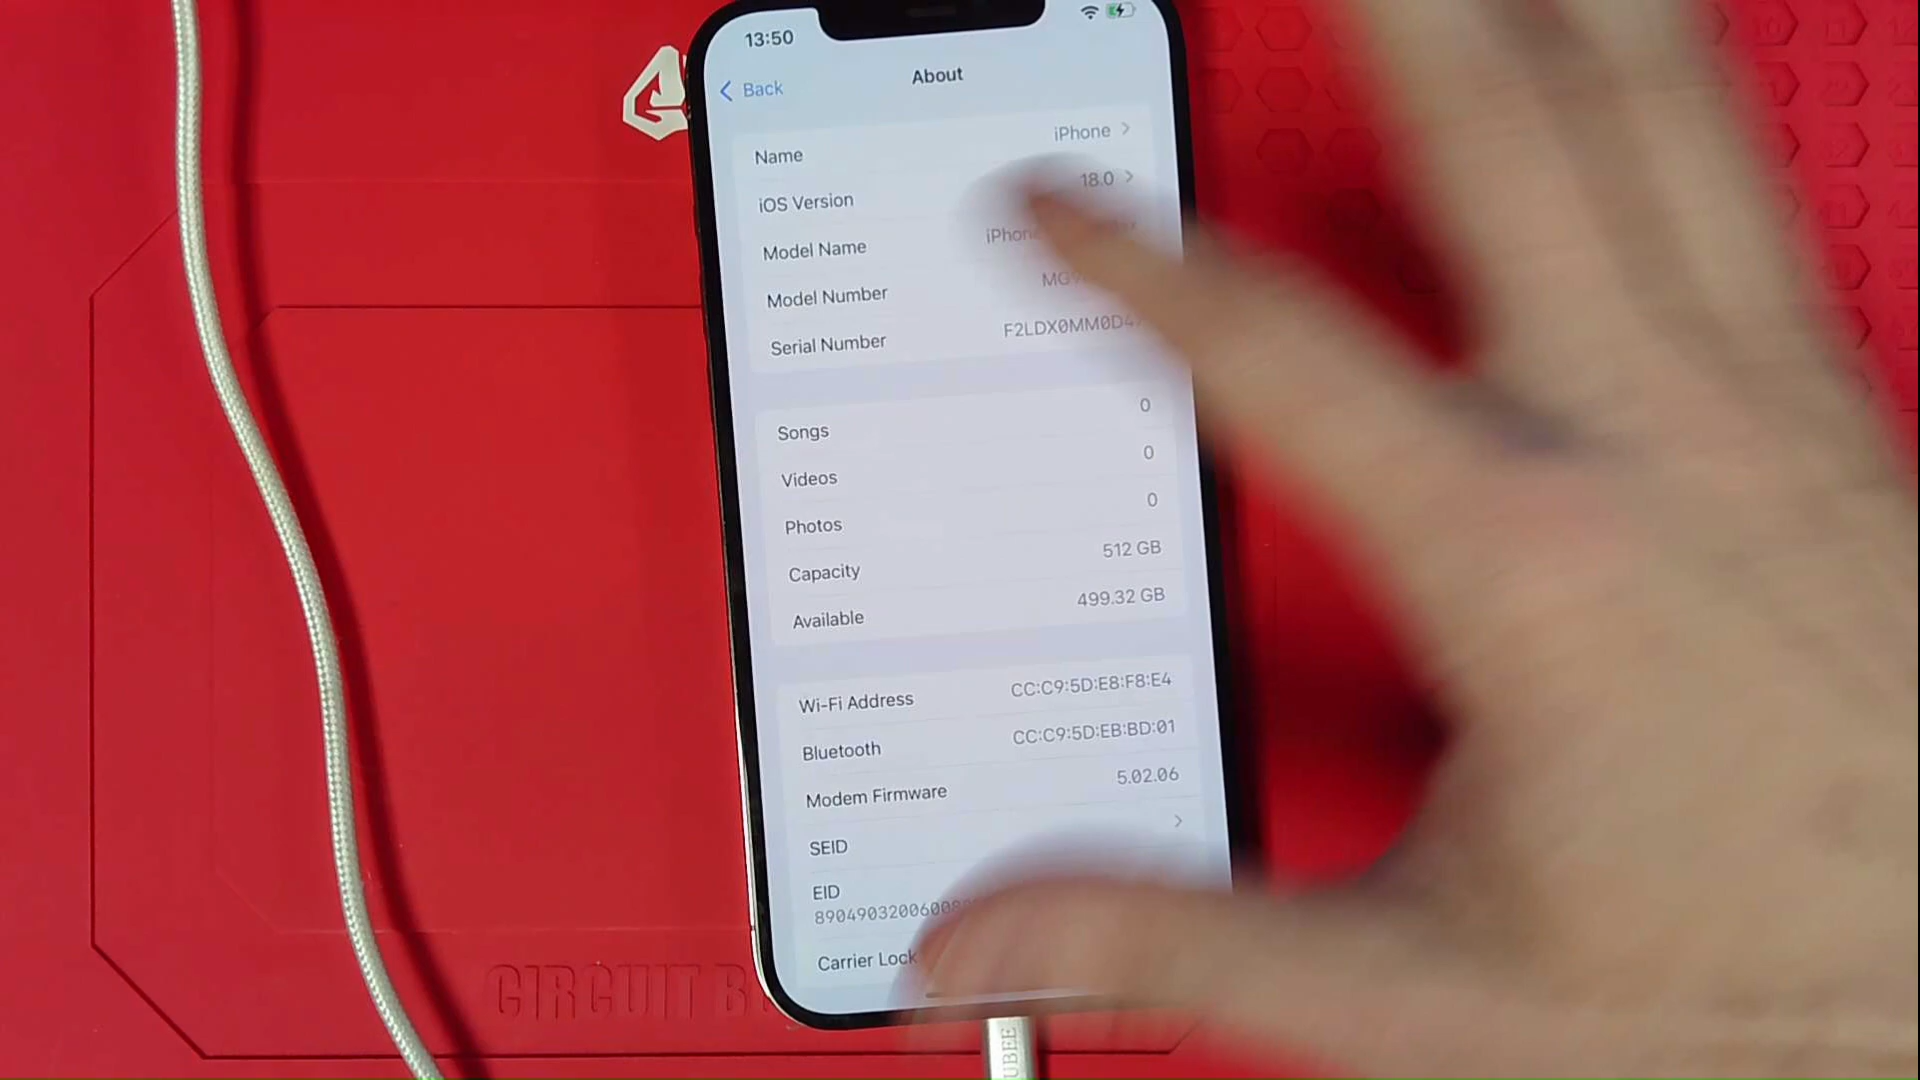 13:50
Back
About
Name iPhone
iOS Version 18.0
Model Name
Model Number
Serial Number
Songs 0
Videos 0
Photos 0
Capacity 512 GB
Available 499.32 GB
Wi-Fi Address CC:C9:5D:E8:F8:E4
Bluetooth CC:C9:5D:EB:BD:01
Modem Firmware 5.02.06
SEID
EID
Carrier Lock
CIRCUIT
UBEE